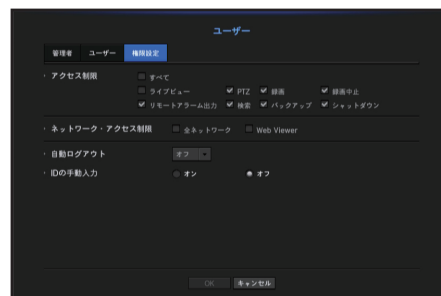 ユーザー
管理者 ユーザー 権限設定
アクセス制限 すべて
ライブビュー PTZ 録画 録画中止
リモートアラーム出力 検索 バックアップ シャットダウン
ネットワーク・アクセス制限 全ネットワーク Web Viewer
自動ログアウト オフ
IDの手動入力 オン オフ
OK キャンセル